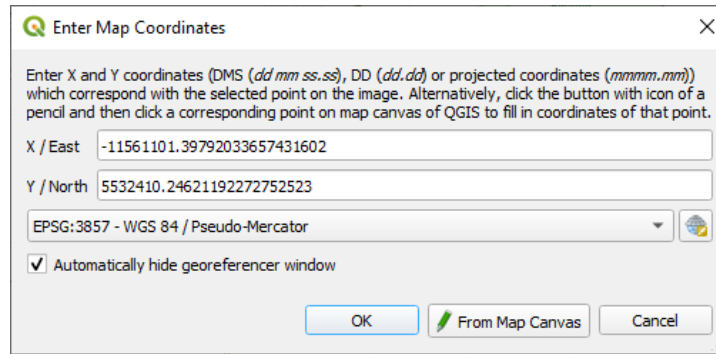 Enter Map Coordinates
Enter X and Y coordinates (DMS (dd mm ss.ss), DD (dd.dd) or projected coordinates (mmmm.mm))
which correspond with the selected point on the image. Alternatively, click the button with icon of a
pencil and then click a corresponding point on map canvas of QGIS to fill in coordinates of that point.
X / East -11561101.39792033657431602
Y / North 5532410.24621192272752523
EPSG:3857 - WGS 84 / Pseudo-Mercator
Automatically hide georeferencer window
OK From Map Canvas Cancel